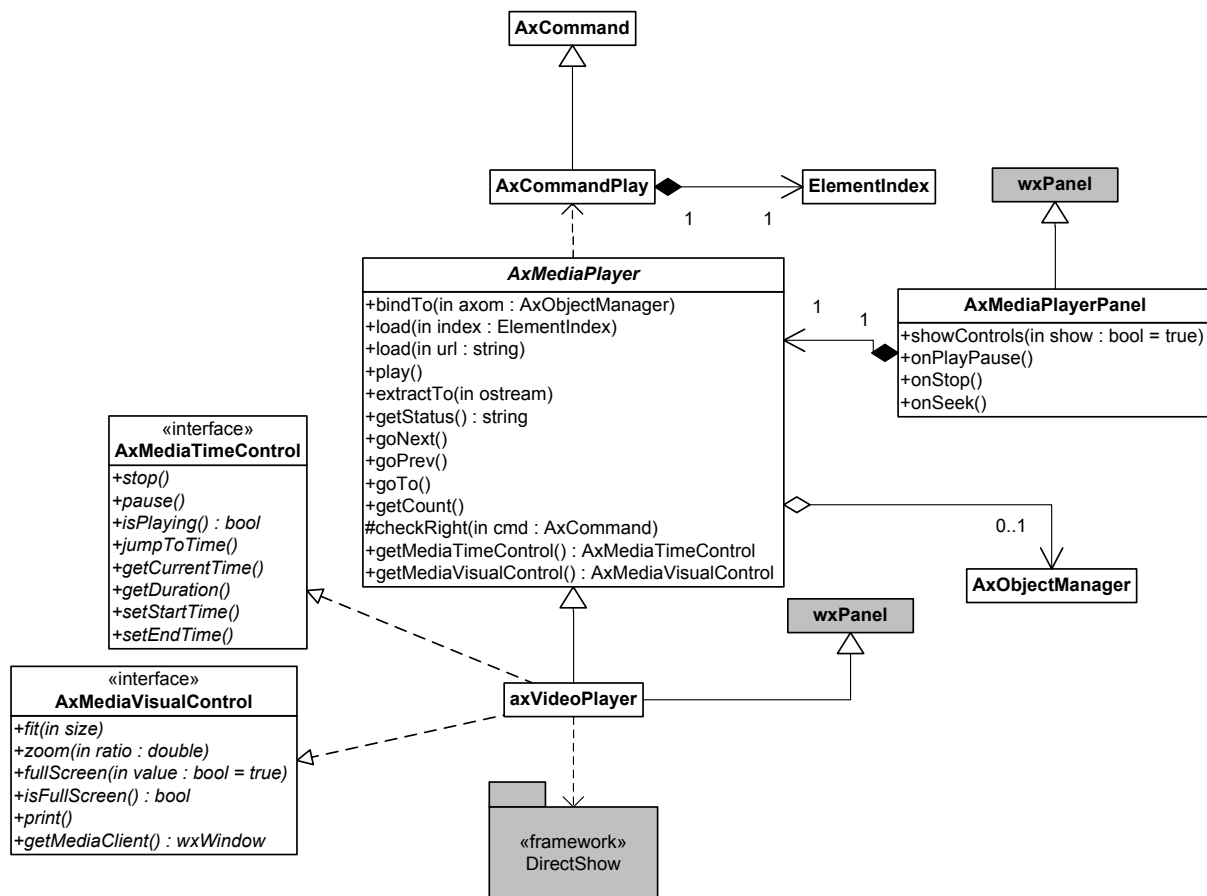 AxCommand
AxCommandPlay
1
1
ElementIndex
wxPanel
AxMediaPlayer
+bindTo(in axom : AxObjectManager)
+load(in index : ElementIndex)
+load(in url : string)
+play()
+extractTo(in ostream)
+getStatus() : string
+goNext()
+goPrev()
+goTo()
+getCount()
#checkRight(in cmd : AxCommand)
+getMediaTimeControl() : AxMediaTimeControl
+getMediaVisualControl() : AxMediaVisualControl
1
1
AxMediaPlayerPanel
+showControls(in show : bool = true)
+onPlayPause()
+onStop()
+onSeek()
«interface»
AxMediaTimeControl
+stop()
+pause()
+isPlaying() : bool
+jumpToTime()
+getCurrentTime()
+getDuration()
+setStartTime()
+setEndTime()
0..1
AxObjectManager
wxPanel
«interface»
AxMediaVisualControl
+fit(in size)
+zoom(in ratio : double)
+fullScreen(in value : bool = true)
+isFullScreen() : bool
+print()
+getMediaClient() : wxWindow
axVideoPlayer
«framework»
DirectShow